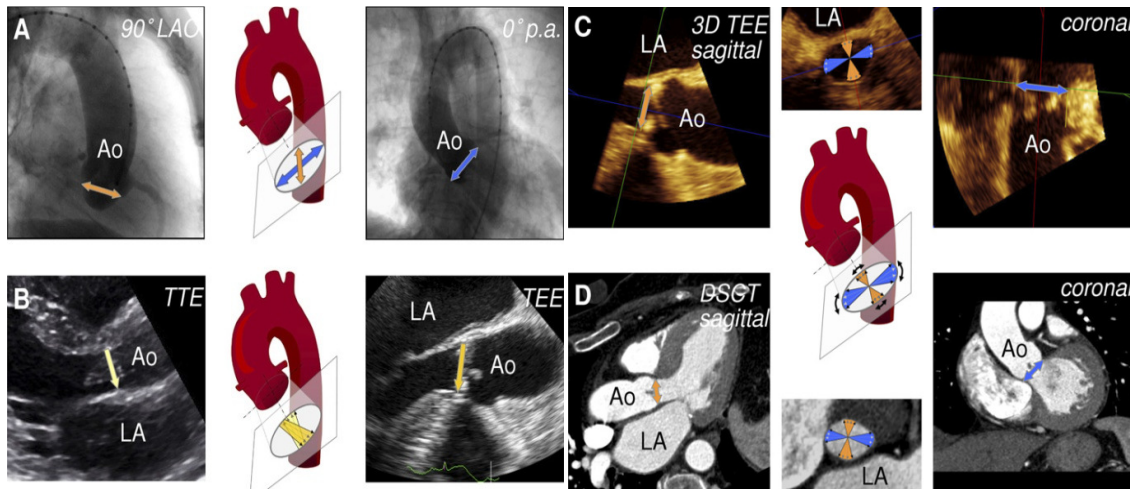 A
90° LAO
Ao
0° p.a.
Ao
B
TTE
Ao
LA
TEE
LA
Ao
C
3D TEE
sagittal
LA
Ao
LA
coronal
Ao
D
DSCT
sagittal
Ao
LA
LA
coronal
Ao